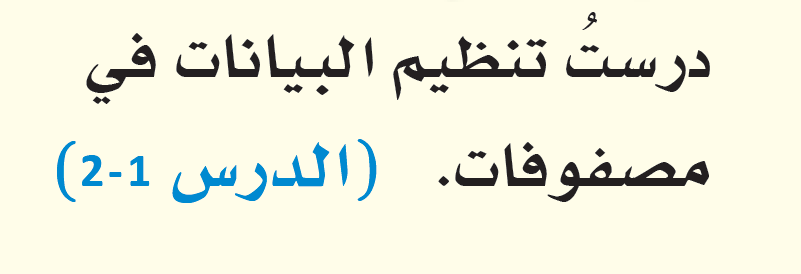 درستُ تنظيم البيانات في
مصفوفات. (الدرس 1-2)